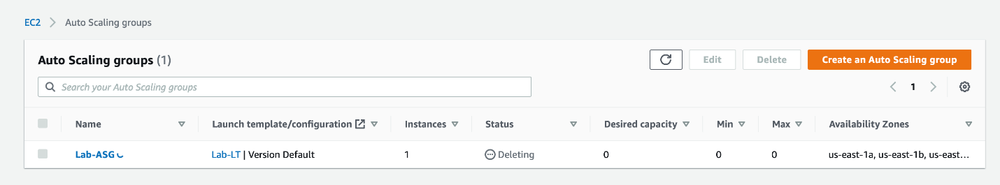 EC2 > Auto Scaling groups
Auto Scaling groups (1) Edit Delete Create an Auto Scaling group
Search your Auto Scaling groups 1
Name Launch template/configuration Instances Status Desired capacity Min Max Availability Zones
Lab-ASG Lab-LT | Version Default 1 Deleting 0 0 0 us-east-1a, us-east-1b, us-east...